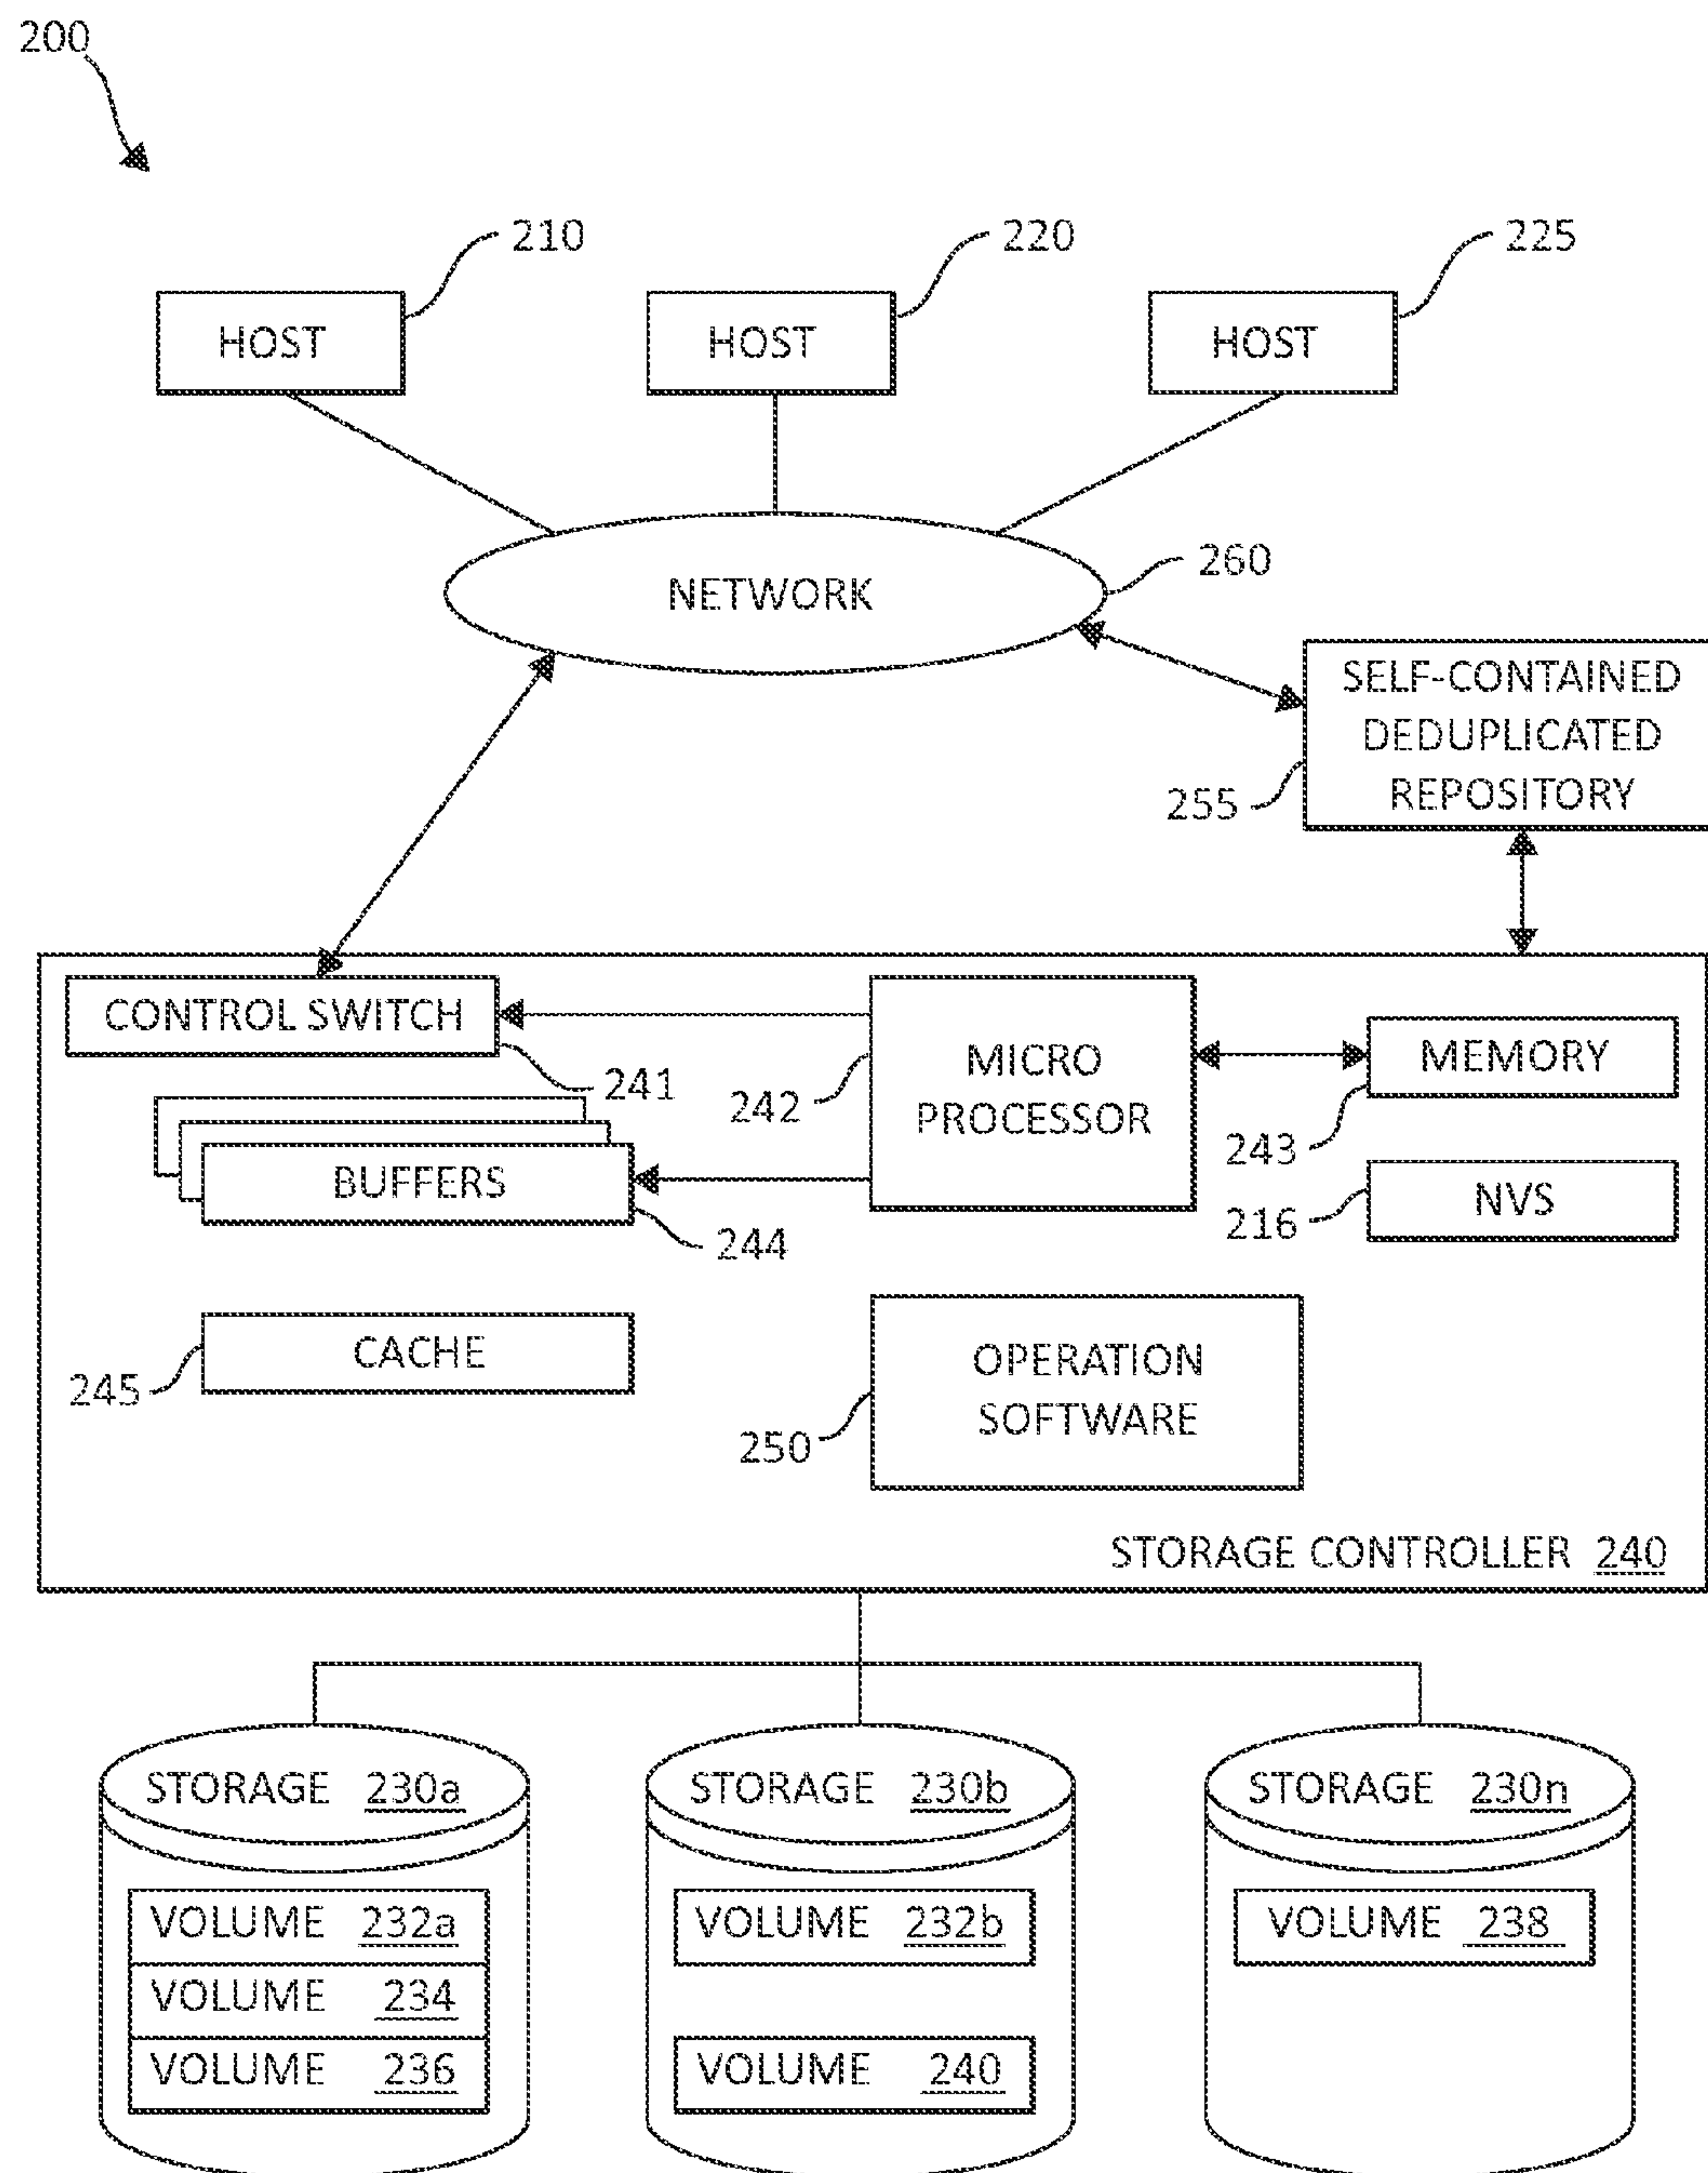 200
210
220
225
HOST
HOST
HOST
260
NETWORK
SELF-CONTAINED
DEDUPLICATED
REPOSITORY
255
CONTROL SWITCH
241
MICRO
PROCESSOR
242
MEMORY
243
BUFFERS
244
NVS
216
CACHE
245
OPERATION
SOFTWARE
250
STORAGE CONTROLLER 240
STORAGE 230a
STORAGE 230b
STORAGE 230n
VOLUME 232a
VOLUME 234
VOLUME 236
VOLUME 232b
VOLUME 240
VOLUME 238